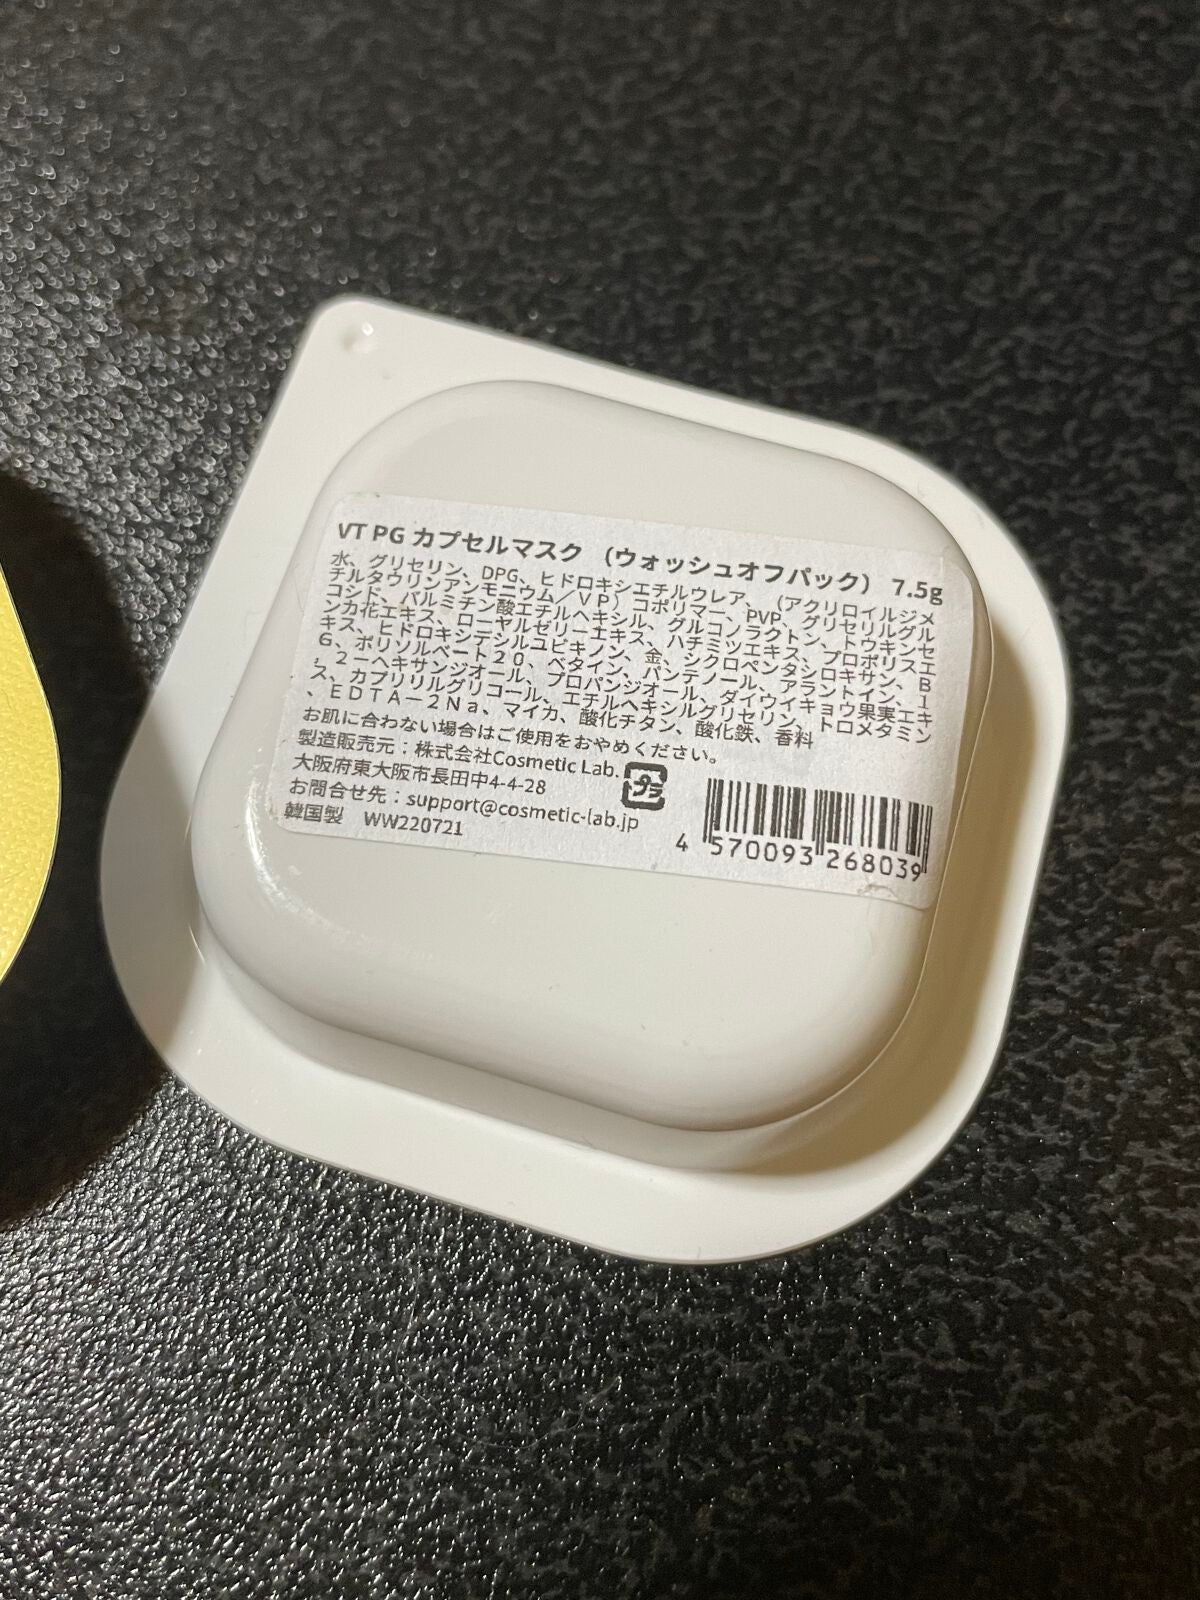 VT PG カプセルマスク （ウォッシュオフパック） 7.5g
水、グリセリン、DPG、ヒドロキシエチルウレア、（アクリロイルジメ
チルタウリンアンモニウム／VP）コポリマー、PVP、グリセリルグル
コシド、パルミチン酸エチルヘキシル、グルコノラクトン、トウキンセ
ンカ花エキス、ローヤルゼリーエキス、ハチミツエキス、プロポリスエ
キス、ヒドロキシデシルユビキノン、金、シクロペンタシロキサン、B
G、ポリソルベート20、ベタイン、パンテノール、アラントイン、1
，2－ヘキサンジオール、プロパンジオール、ダイウイキョウ果実エキ
ス、カプリリルグリコール、エチルヘキシルグリセリン、トロメタミン
、EDTA－2Na、マイカ、酸化チタン、酸化鉄、香料
お肌に合わない場合はご使用をおやめください。
製造販売元：株式会社Cosmetic Lab.
大阪府東大阪市長田中4-4-28
お問合せ先：support@cosmetic-lab.jp
韓国製 WW220721
プラ
4 570093 268039